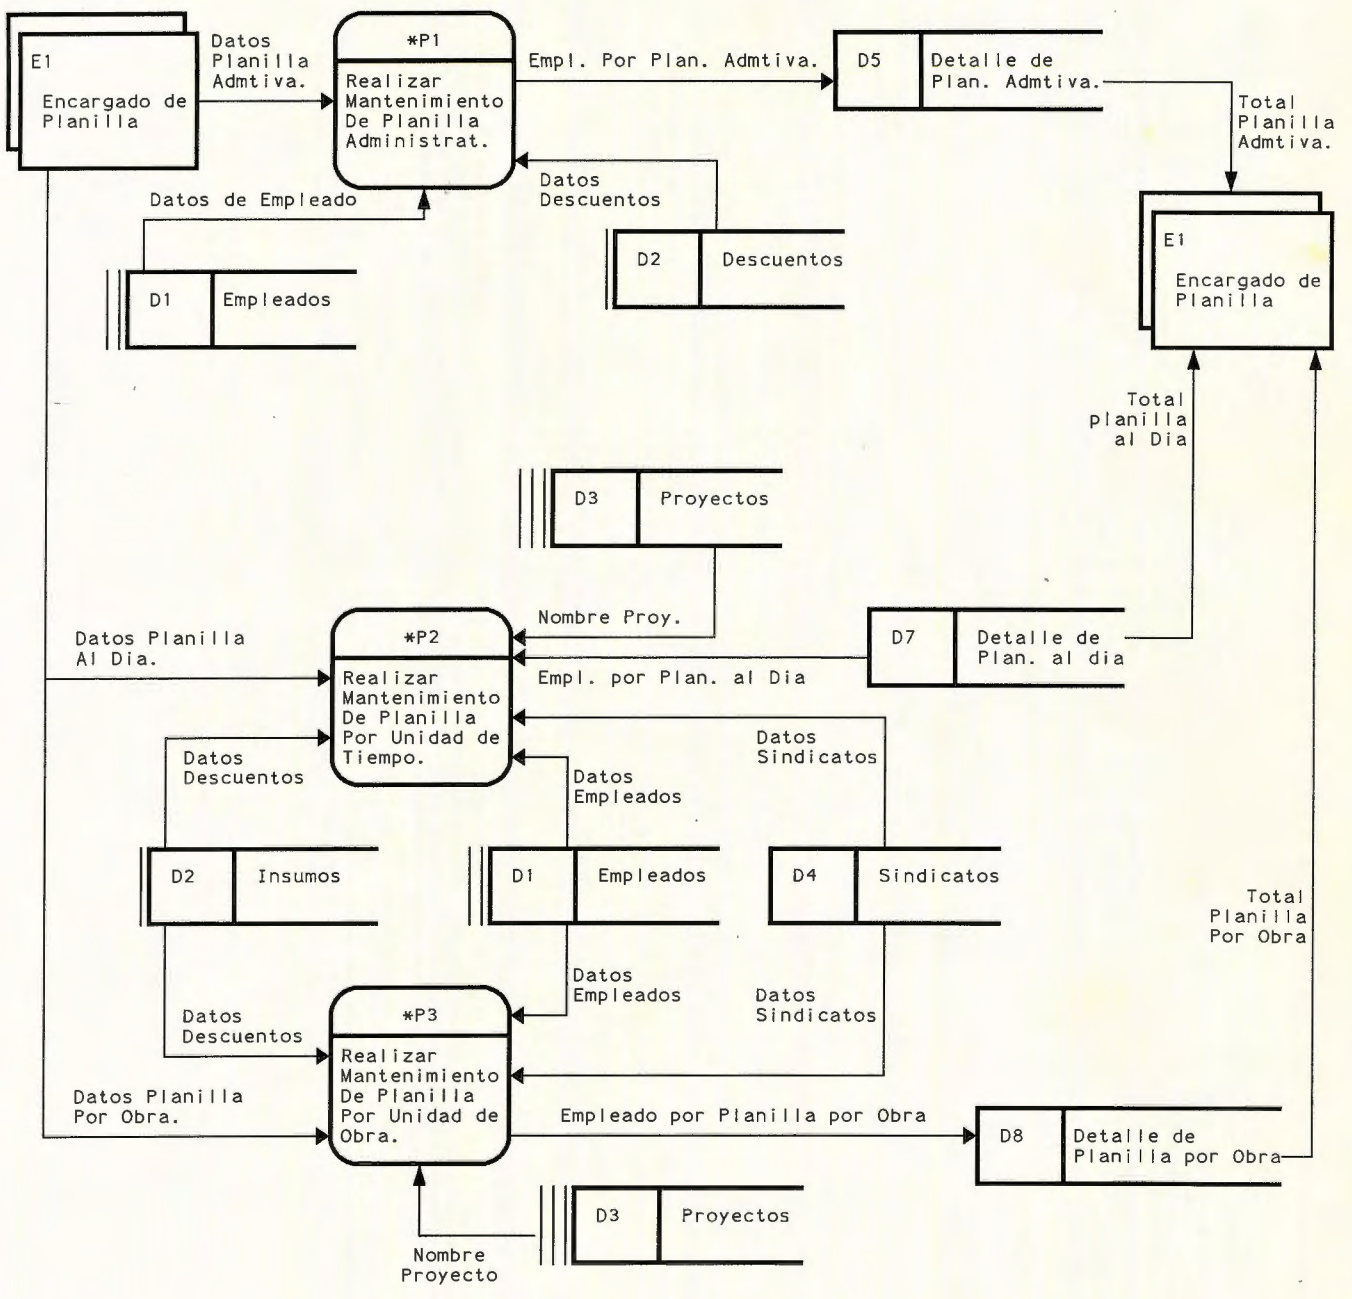 E1
Encargado de
Planilla
Datos
Planilla
Admtiva.
*P1
Realizar
Mantenimiento
De Planilla
Administrat.
Empl. Por Plan. Admtiva.
D5
Detalle de
Plan. Admtiva.
Total
Planilla
Admtiva.
Datos de Empleado
Datos
Descuentos
D1
Empleados
D2
Descuentos
E1
Encargado de
Planilla
Total
planilla
al Dia
D3
Proyectos
Nombre Proy.
Datos Planilla
Al Dia.
*P2
Realizar
Mantenimiento
De Planilla
Por Unidad de
Tiempo.
Empl. por Plan. al Dia
D7
Detalle de
Plan. al dia
Datos
Descuentos
Datos
Empleados
Datos
Sindicatos
D2
Insumos
D1
Empleados
D4
Sindicatos
Total
Planilla
Por Obra
Datos
Descuentos
Datos
Empleados
Datos
Sindicatos
*P3
Realizar
Mantenimiento
De Planilla
Por Unidad de
Obra.
Datos Planilla
Por Obra.
Empleado por Planilla por Obra
D8
Detalle de
Planilla por Obra
D3
Proyectos
Nombre
Proyecto